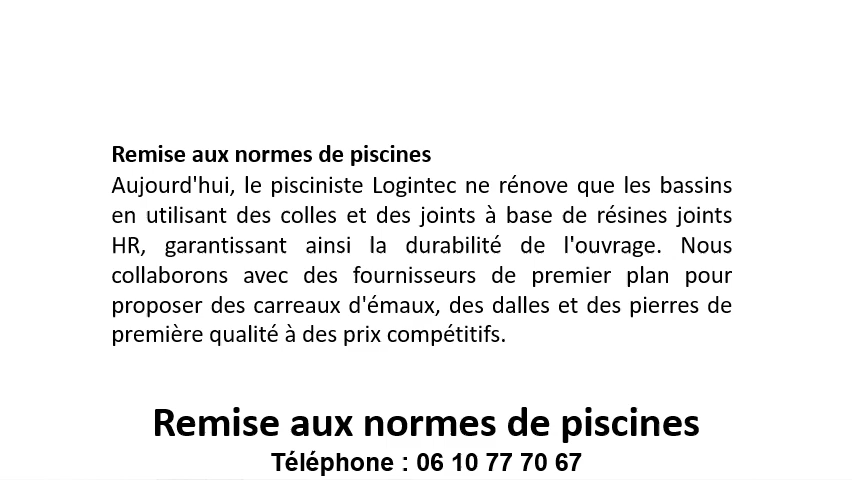 Remise aux normes de piscines
Aujourd'hui, le pisciniste Logintec ne rénove que les bassins
en utilisant des colles et des joints à base de résines joints
HR, garantissant ainsi la durabilité de l'ouvrage. Nous
collaborons avec des fournisseurs de premier plan pour
proposer des carreaux d'émaux, des dalles et des pierres de
première qualité à des prix compétitifs.
Remise aux normes de piscines
Téléphone : 06 10 77 70 67